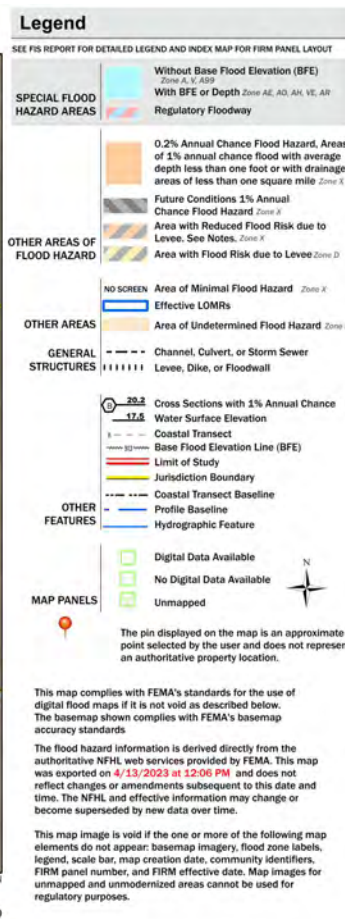 Legend
SEE FIS REPORT FOR DETAILED LEGEND AND INDEX MAP FOR FIRM PANEL LAYOUT
SPECIAL FLOOD
HAZARD AREAS
Without Base Flood Elevation (BFE)
Zone A, V, A99
With BFE or Depth Zone AE, AO, AH, VE, AR
Regulatory Floodway
OTHER AREAS OF
FLOOD HAZARD
0.2% Annual Chance Flood Hazard, Areas
of 1% annual chance flood with average
depth less than one foot or with drainage
areas of less than one square mile Zone X
Future Conditions 1% Annual
Chance Flood Hazard Zone X
Area with Reduced Flood Risk due to
Levee. See Notes. Zone X
Area with Flood Risk due to Levee Zone D
OTHER AREAS
NO SCREEN Area of Minimal Flood Hazard Zone X
Effective LOMRs
Area of Undetermined Flood Hazard Zone
GENERAL
STRUCTURES
Channel, Culvert, or Storm Sewer
Levee, Dike, or Floodwall
OTHER
FEATURES
B 20.2 Cross Sections with 1% Annual Chance
17.5 Water Surface Elevation
8 Coastal Transect
Base Flood Elevation Line (BFE)
Limit of Study
Jurisdiction Boundary
Coastal Transect Baseline
Profile Baseline
Hydrographic Feature
MAP PANELS
Digital Data Available
No Digital Data Available
Unmapped
N
The pin displayed on the map is an approximate
point selected by the user and does not represen
an authoritative property location.
This map complies with FEMA's standards for the use of
digital flood maps if it is not void as described below.
The basemap shown complies with FEMA's basemap
accuracy standards
The flood hazard information is derived directly from the
authoritative NFHL web services provided by FEMA. This map
was exported on 4/13/2023 at 12:06 PM and does not
reflect changes or amendments subsequent to this date and
time. The NFHL and effective information may change or
become superseded by new data over time.
This map image is void if the one or more of the following map
elements do not appear: basemap imagery, flood zone labels,
legend, scale bar, map creation date, community identifiers,
FIRM panel number, and FIRM effective date. Map images for
unmapped and unmodernized areas cannot be used for
regulatory purposes.